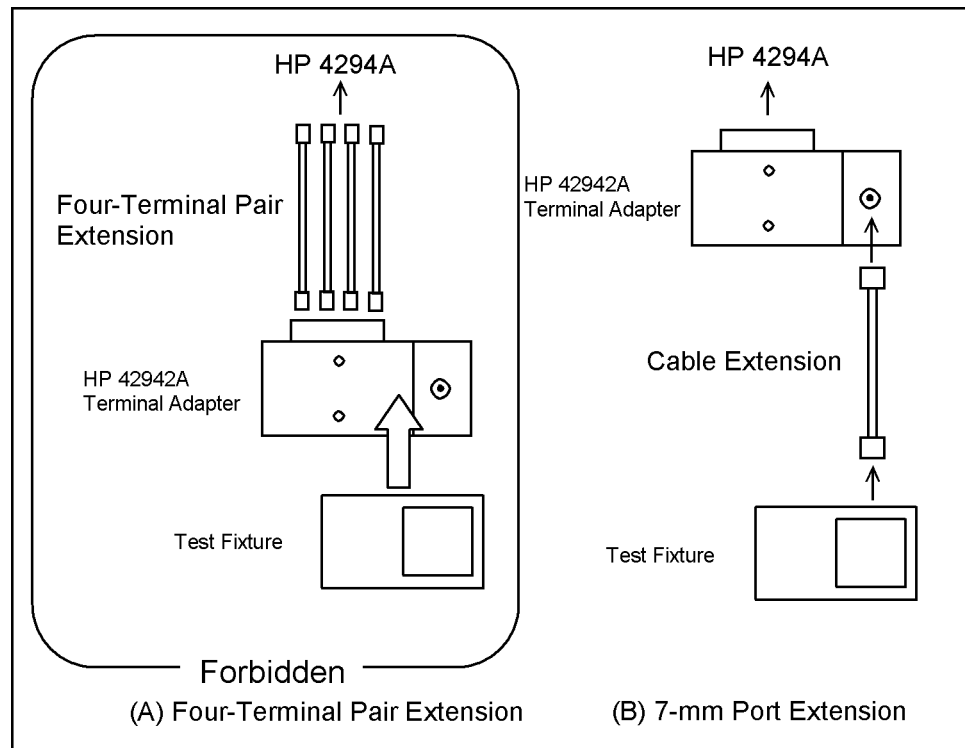 HP 4294A
Four-Terminal Pair
Extension
HP 42942A
Terminal Adapter
Test Fixture
Forbidden
(A) Four-Terminal Pair Extension
HP 4294A
HP 42942A
Terminal Adapter
Cable Extension
Test Fixture
(B) 7-mm Port Extension